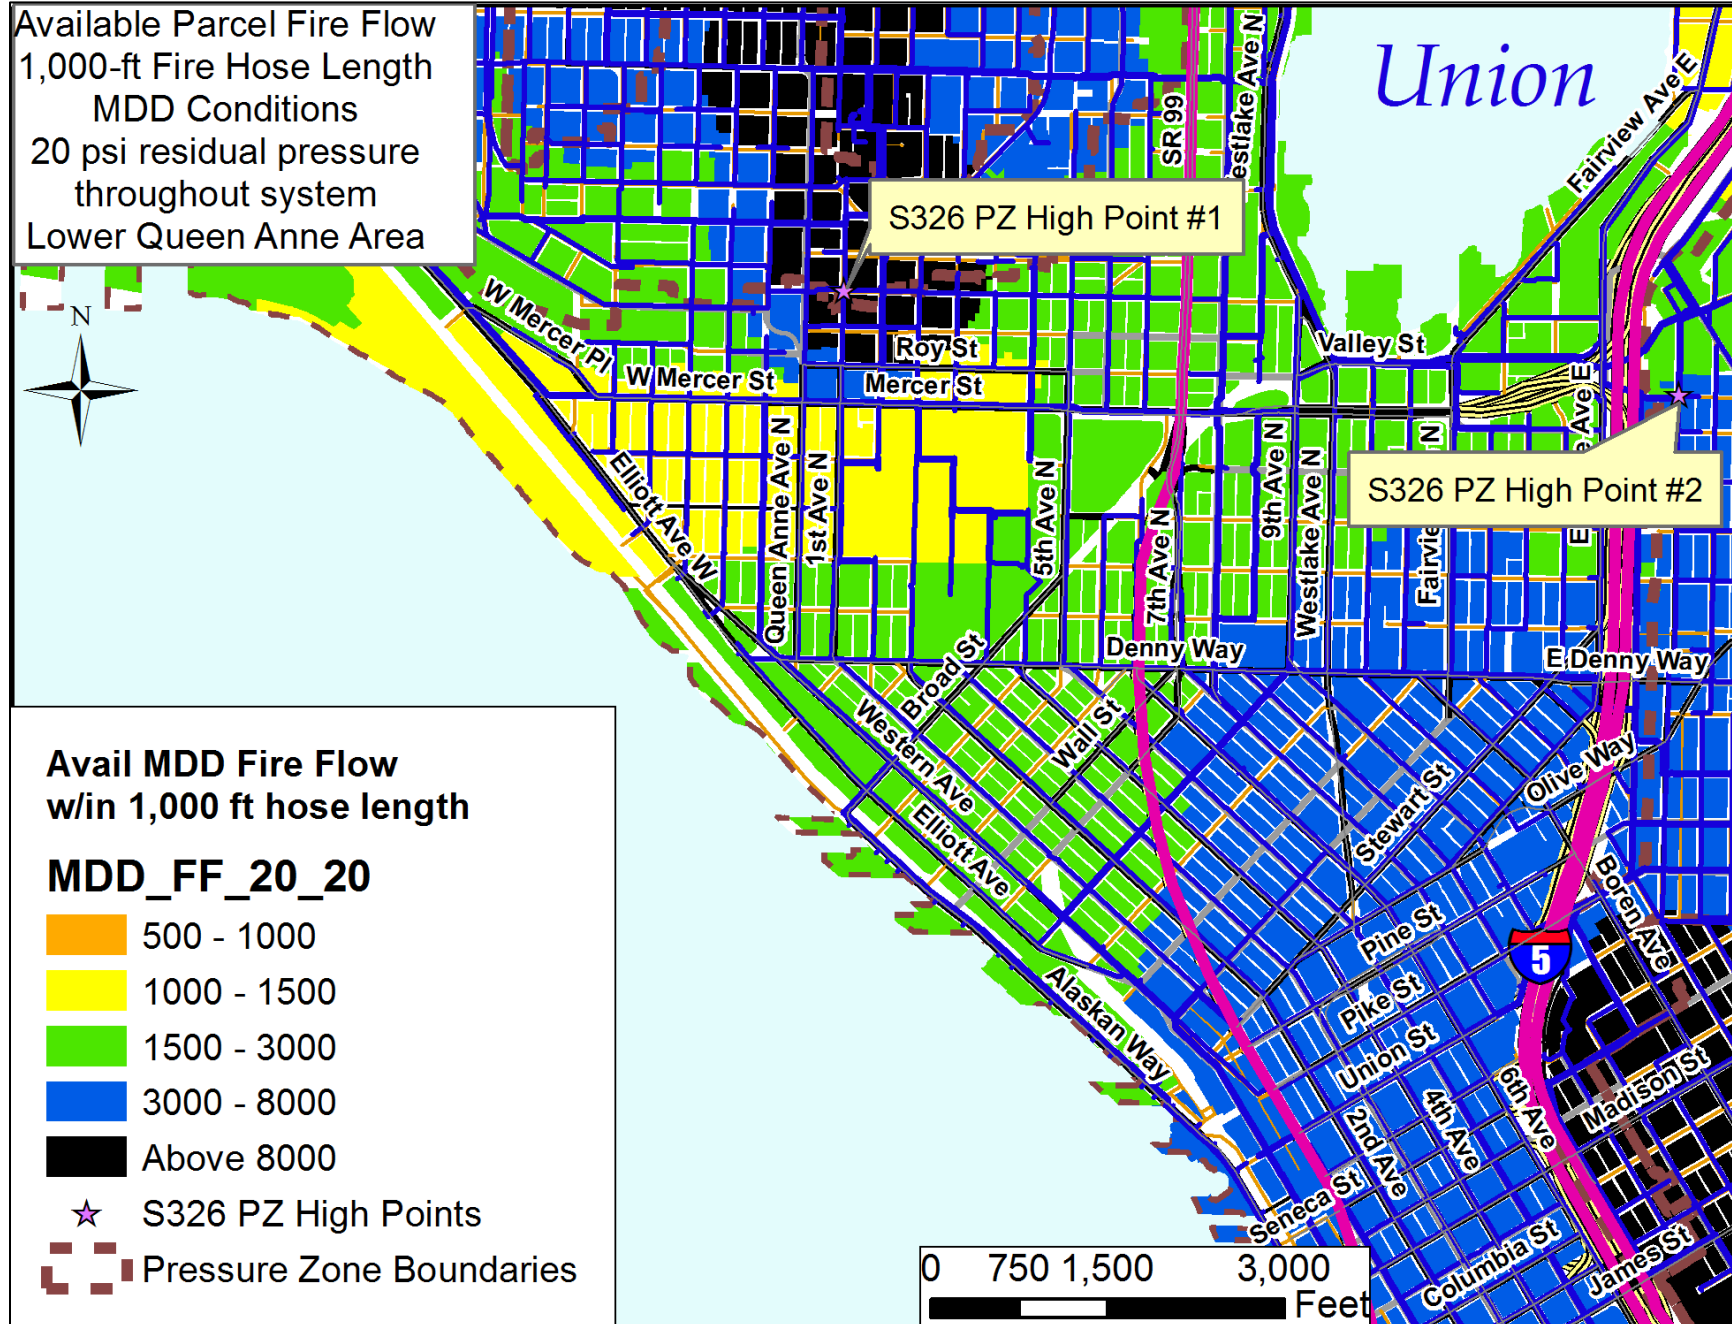 Available Parcel Fire Flow
1,000-ft Fire Hose Length
MDD Conditions
20 psi residual pressure
throughout system
Lower Queen Anne Area
Union
Fairview Ave E
SR 99
estlake Ave N
S326 PZ High Point #1
N
W Mercer Pl
W Mercer St
Roy St
Mercer St
Valley St
S326 PZ High Point #2
Elliott Ave W
Queen Anne Ave N
1st Ave N
5th Ave N
7th Ave N
9th Ave N
Westlake Ave N
Fairvie
N
E
e Ave E
Denny Way
E Denny Way
Broad St
Western Ave
Wall St
Elliott Ave
Stewart St
Olive Way
Boren Ave
Pine St
5
Pike St
Alaskan Way
Union St
Madison St
6th Ave
4th Ave
2nd Ave
Seneca St
Columbia St
James St
Avail MDD Fire Flow
w/in 1,000 ft hose length
MDD_FF_20_20
500 - 1000
1000 - 1500
1500 - 3000
3000 - 8000
Above 8000
S326 PZ High Points
Pressure Zone Boundaries
0 750 1,500 3,000
Feet